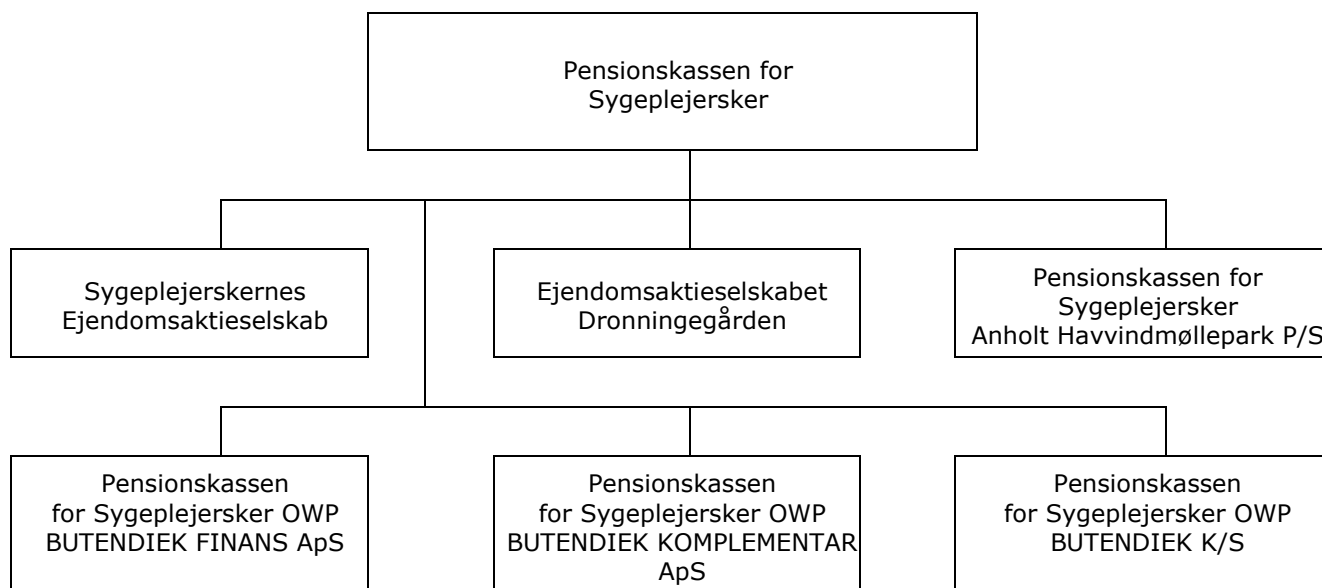 Pensionskassen for
Sygeplejersker
Sygeplejerskernes
Ejendomsaktieselskab
Ejendomsaktieselskabet
Dronningegården
Pensionskassen for
Sygeplejersker
Anholt Havvindmøllepark P/S
Pensionskassen
for Sygeplejersker OWP
BUTENDIEK FINANS ApS
Pensionskassen
for Sygeplejersker OWP
BUTENDIEK KOMPLEMENTAR
ApS
Pensionskassen
for Sygeplejersker OWP
BUTENDIEK K/S